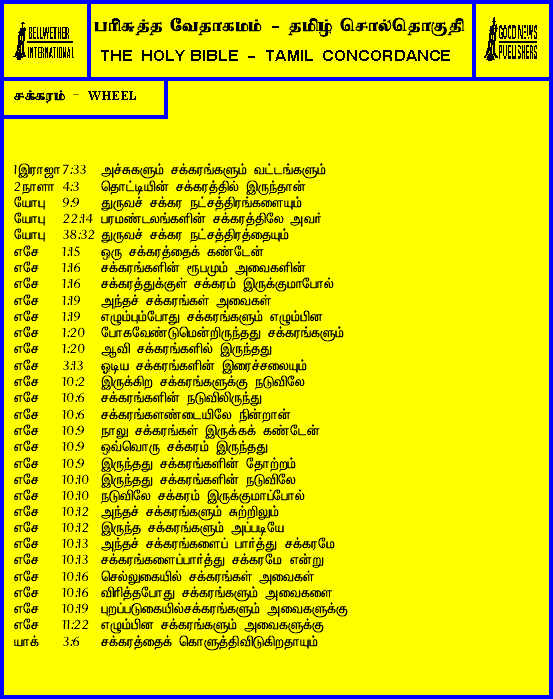 BELLWETHER
INTERNATIONAL
பரிசுத்த வேதாகமம் - தமிழ் சொல்தொகுதி
THE HOLY BIBLE - TAMIL CONCORDANCE
GOOD NEWS
PUBLISHERS
சக்கரம் - WHEEL
1இராஜா 7:33 அச்சுகளும் சக்கரங்களும் வட்டங்களும்
2நாளா 4:3 தொட்டியின் சக்கரத்தில் இருந்தான்
யோபு 9:9 துருவச் சக்கர நட்சத்திரங்களையும்
யோபு 22:14 பரமண்டலங்களின் சக்கரத்திலே அவர்
யோபு 38:32 துருவச் சக்கர நட்சத்திரத்தையும்
எசே 1:15 ஒரு சக்கரத்தைக் கண்டேன்
எசே 1:16 சக்கரங்களின் ரூபமும் அவைகளின்
எசே 1:16 சக்கரத்துக்குள் சக்கரம் இருக்குமாபோல்
எசே 1:19 அந்தச் சக்கரங்கள் அவைகள்
எசே 1:19 எழும்பும்போது சக்கரங்களும் எழும்பின
எசே 1:20 போகவேண்டுமென்றிருந்தது சக்கரங்களும்
எசே 1:20 ஆவி சக்கரங்களில் இருந்தது
எசே 3:13 ஓடிய சக்கரங்களின் இரைச்சலையும்
எசே 10:2 இருக்கிற சக்கரங்களுக்கு நடுவிலே
எசே 10:6 சக்கரங்களின் நடுவிலிருந்து
எசே 10:6 சக்கரங்களண்டையிலே நின்றான்
எசே 10:9 நாலு சக்கரங்கள் இருக்கக் கண்டேன்
எசே 10:9 ஒவ்வொரு சக்கரம் இருந்தது
எசே 10:9 இருந்தது சக்கரங்களின் தோற்றம்
எசே 10:10 இருந்தது சக்கரங்களின் நடுவிலே
எசே 10:10 நடுவிலே சக்கரம் இருக்குமாப்போல்
எசே 10:12 அந்தச் சக்கரங்களும் சுற்றிலும்
எசே 10:12 இருந்த சக்கரங்களும் அப்படியே
எசே 10:13 அந்தச் சக்கரங்களைப் பார்த்து சக்கரமே
எசே 10:13 சக்கரங்களைப்பார்த்து சக்கரமே என்று
எசே 10:16 செல்லுகையில் சக்கரங்கள் அவைகள்
எசே 10:16 விரித்தபோது சக்கரங்களும் அவைகளை
எசே 10:19 புறப்படுகையில்சக்கரங்களும் அவைகளுக்கு
எசே 11:22 எழும்பின சக்கரங்களும் அவைகளுக்கு
யாக் 3:6 சக்கரத்தைக் கொளுத்திவிடுகிறதாயும்